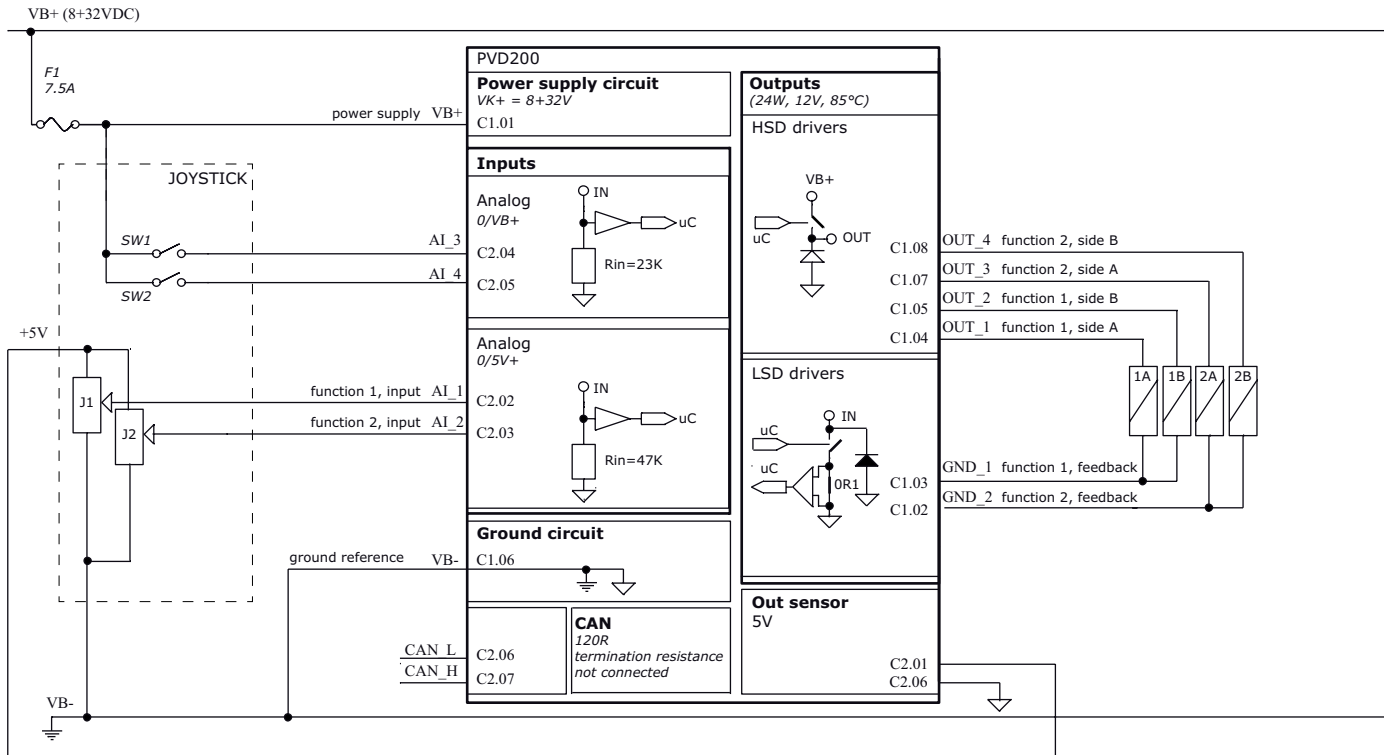 VB+ (8÷32VDC)
F1
7.5A
power supply VB+
JOYSTICK
SW1
AI_3
SW2
AI_4
+5V
J1
J2
function 1, input AI_1
function 2, input AI_2
ground reference VB-
CAN_L
CAN_H
VB-
PVD200
Power supply circuit
VK+ = 8÷32V
C1.01
Inputs
Analog
0/VB+
IN
uC
Rin=23K
C2.04
C2.05
Analog
0/5V+
IN
uC
Rin=47K
C2.02
C2.03
Ground circuit
C1.06
C2.06
C2.07
CAN
120R
termination resistance
not connected
Outputs
(24W, 12V, 85°C)
HSD drivers
VB+
uC
OUT
C1.08
C1.07
C1.05
C1.04
LSD drivers
IN
uC
uC
0R1
C1.03
C1.02
Out sensor
5V
C2.01
C2.06
OUT_4 function 2, side B
OUT_3 function 2, side A
OUT_2 function 1, side B
OUT_1 function 1, side A
1A 1B 2A 2B
GND_1 function 1, feedback
GND_2 function 2, feedback